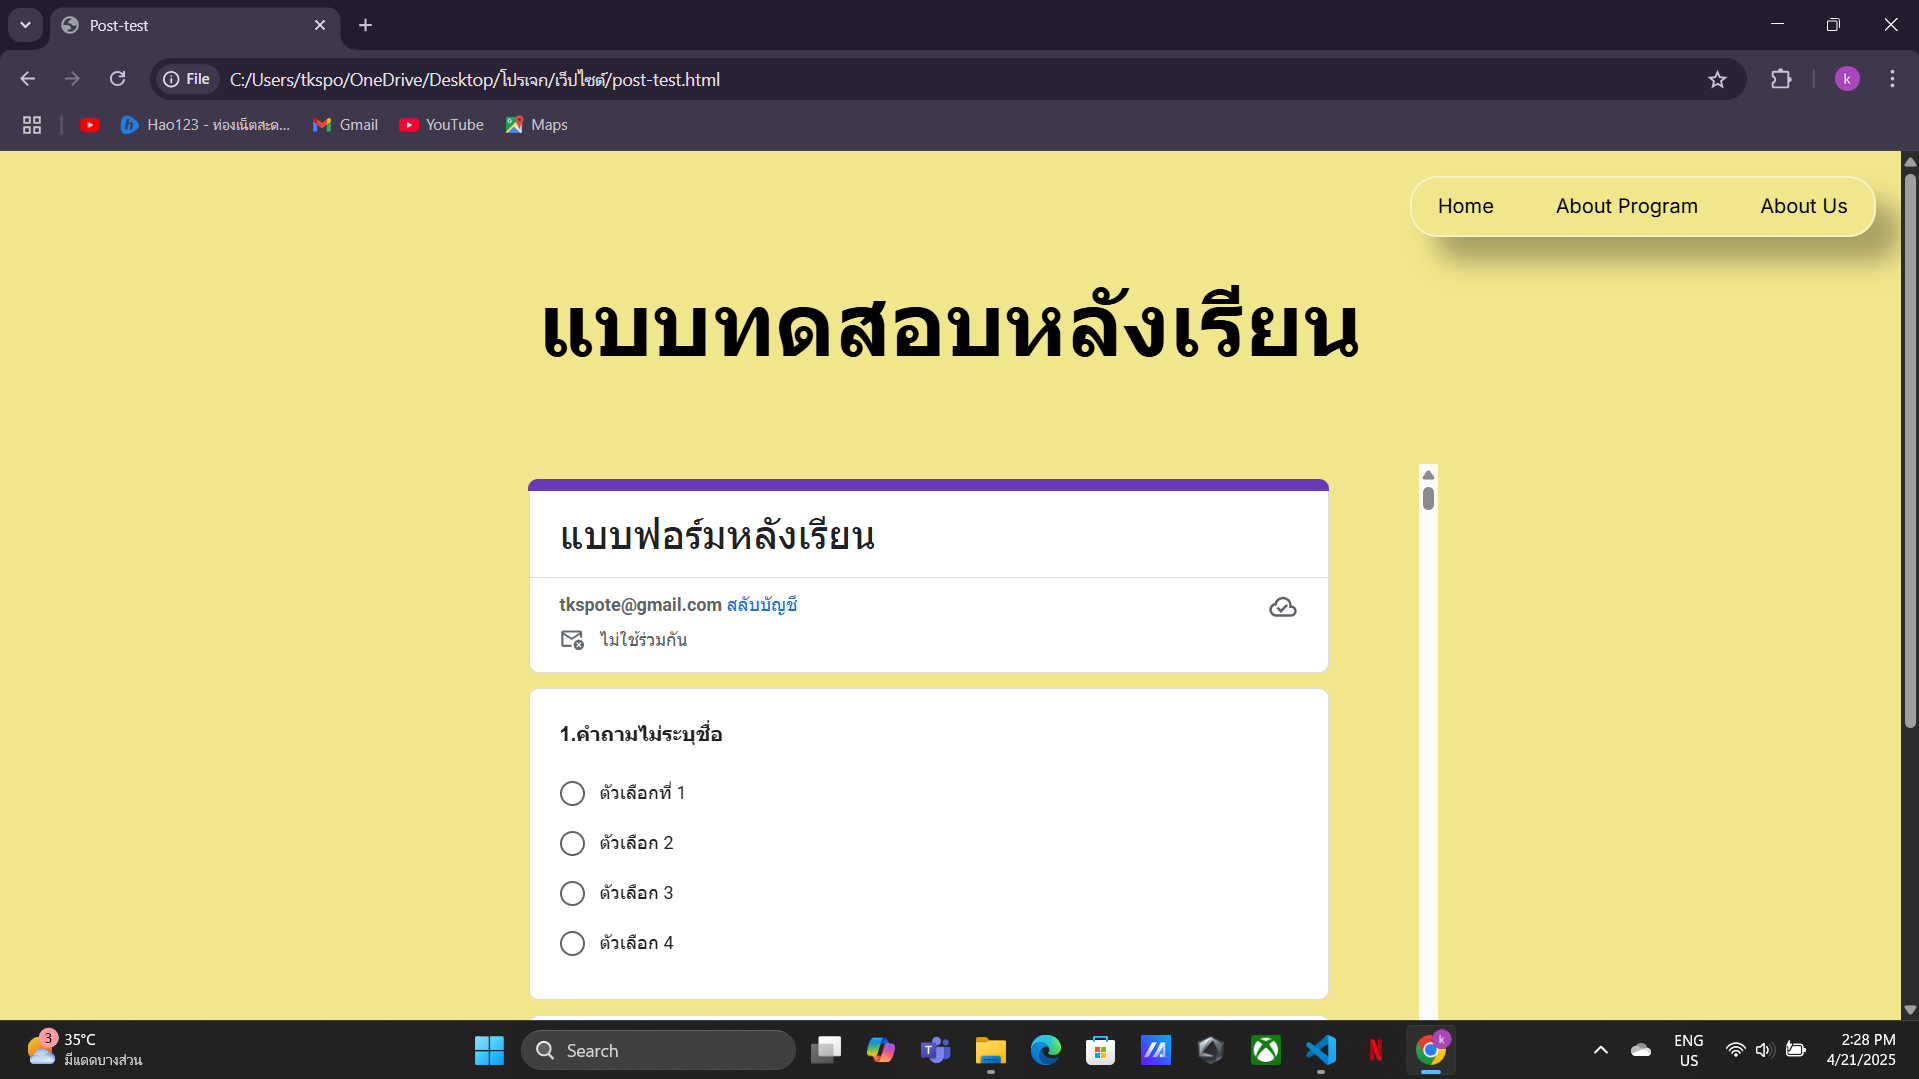 Post-test
File
C:/Users/tkspo/OneDrive/Desktop/โปรเจก/เว็ปไซต์/post-test.html
k
Hao123 - ท่องเน็ตสะด...
Gmail
YouTube
Maps
Home
About Program
About Us
แบบทดสอบหลังเรียน
แบบฟอร์มหลังเรียน
tkspote@gmail.com สลับบัญชี
ไม่ใช้ร่วมกัน
1.คำถามไม่ระบุชื่อ
ตัวเลือกที่ 1
ตัวเลือก 2
ตัวเลือก 3
ตัวเลือก 4
3
35°C
มีแดดบางส่วน
Search
k
ENG
US
2:28 PM
4/21/2025